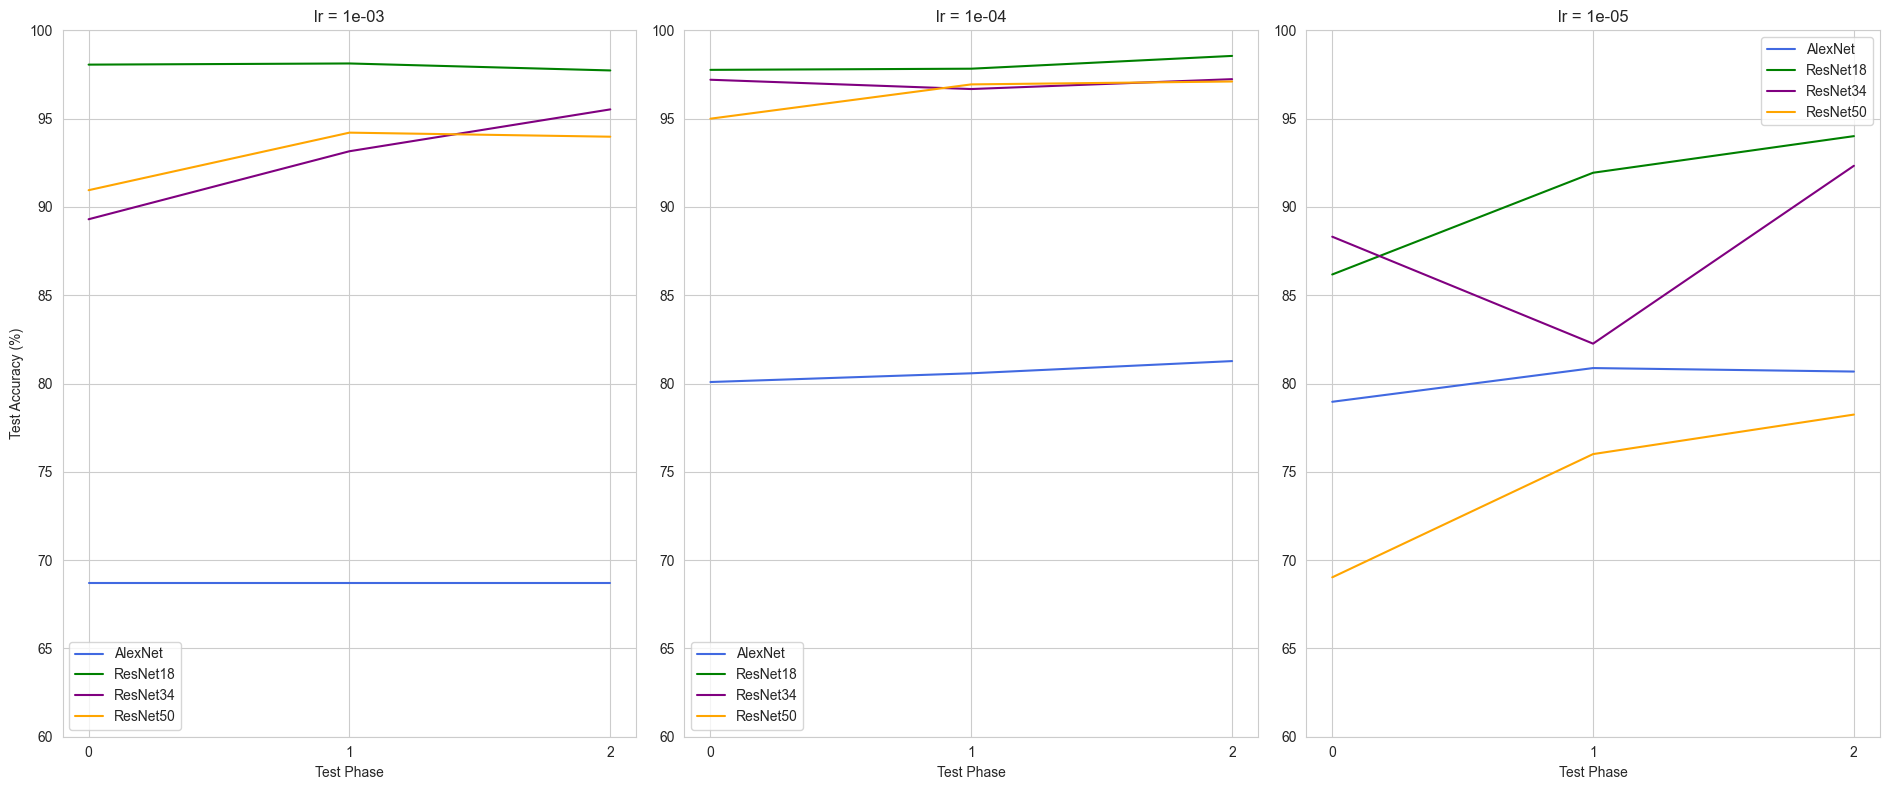 lr = 1e-03
100
95
90
85
80
75
70
65
60
Test Accuracy (%)
AlexNet
ResNet18
ResNet34
ResNet50
0
1
2
Test Phase
lr = 1e-04
100
95
90
85
80
75
70
65
60
AlexNet
ResNet18
ResNet34
ResNet50
0
1
2
Test Phase
lr = 1e-05
100
95
90
85
80
75
70
65
60
AlexNet
ResNet18
ResNet34
ResNet50
0
1
2
Test Phase